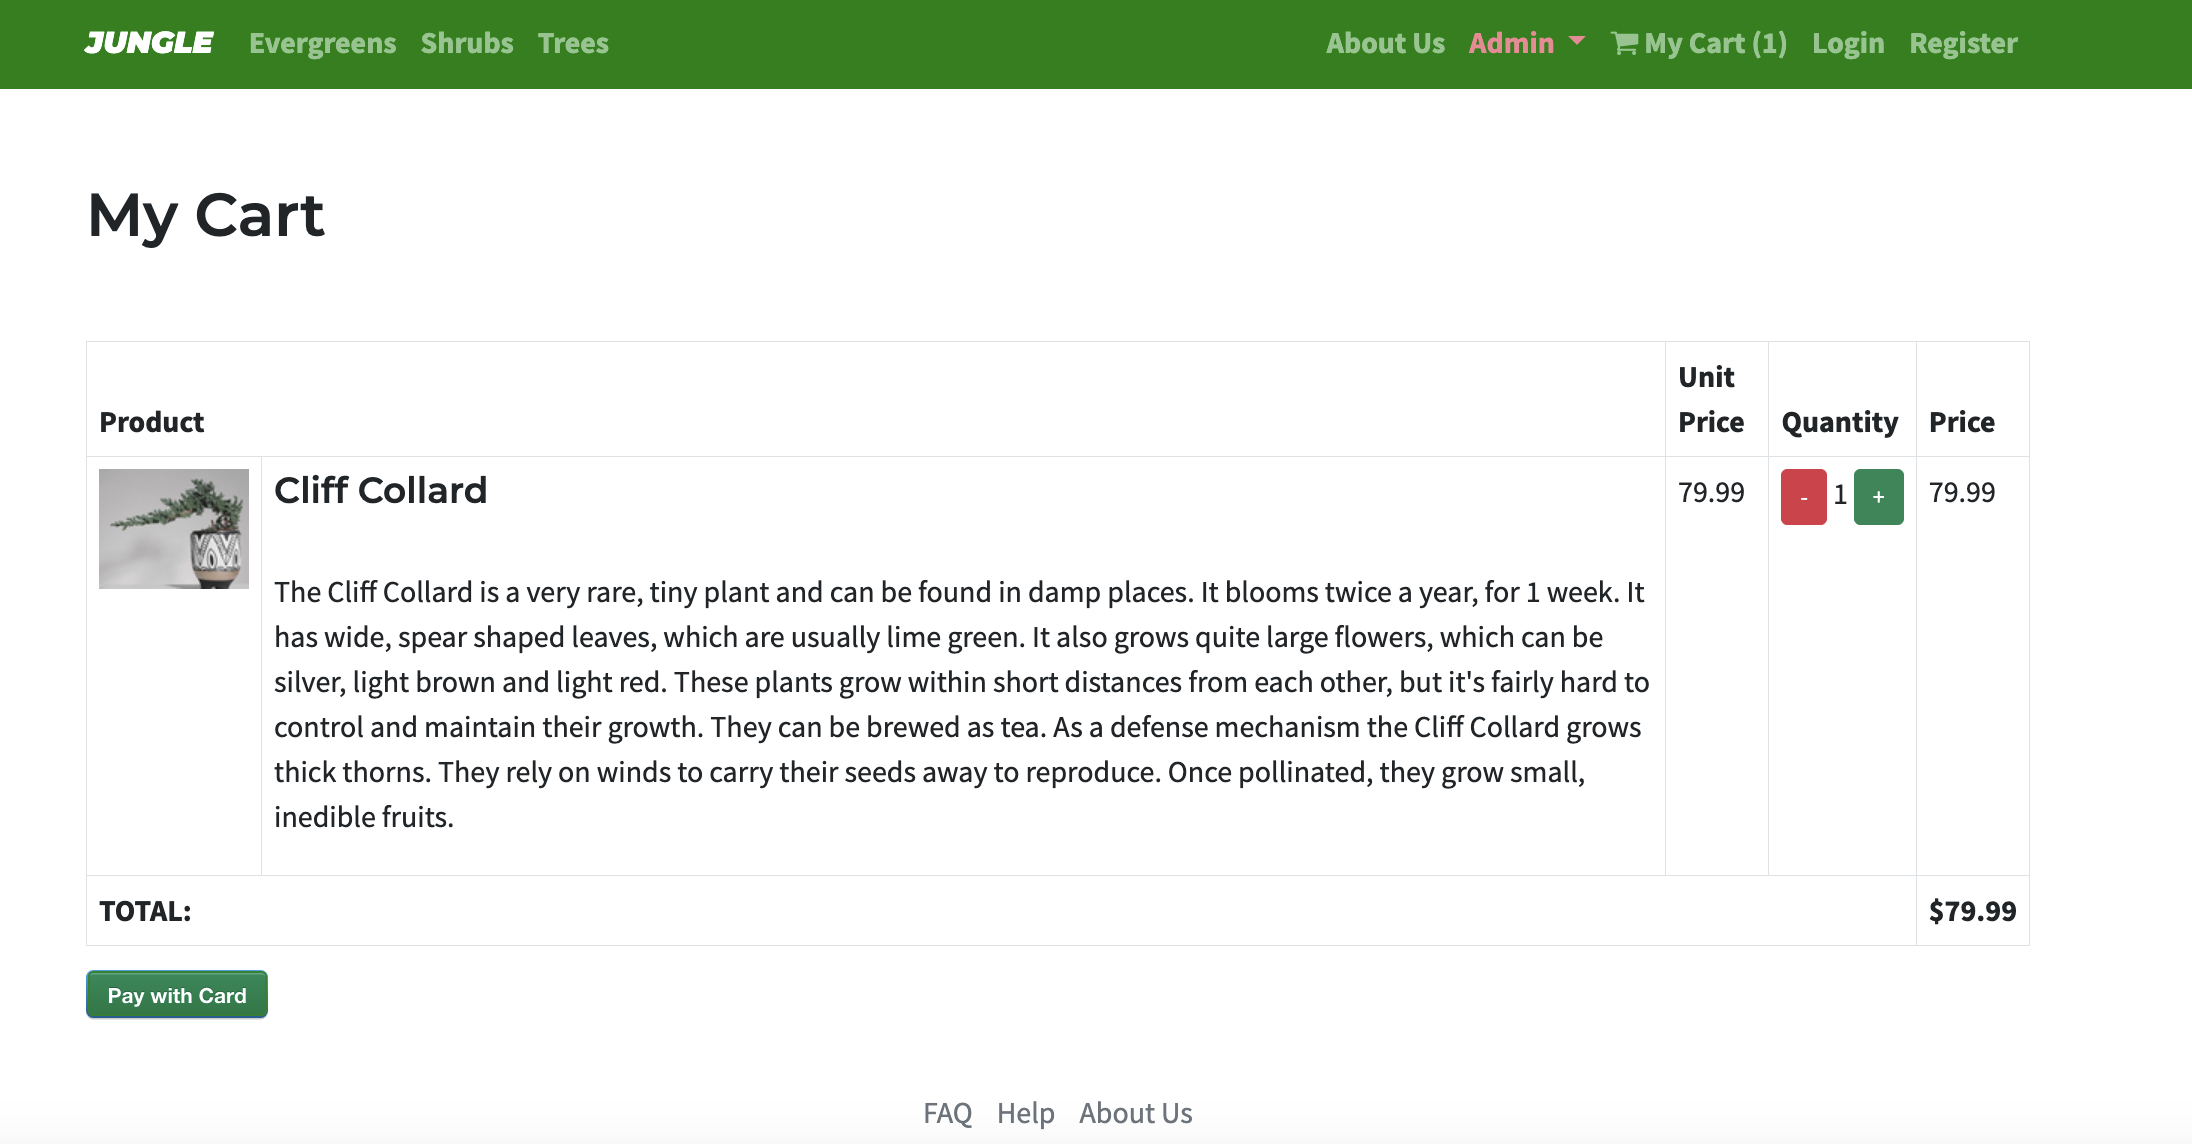 JUNGLE Evergreens Shrubs Trees About Us Admin My Cart (1) Login Register
My Cart
Product Unit Price Quantity Price
Cliff Collard 79.99 - 1 + 79.99
The Cliff Collard is a very rare, tiny plant and can be found in damp places. It blooms twice a year, for 1 week. It
has wide, spear shaped leaves, which are usually lime green. It also grows quite large flowers, which can be
silver, light brown and light red. These plants grow within short distances from each other, but it's fairly hard to
control and maintain their growth. They can be brewed as tea. As a defense mechanism the Cliff Collard grows
thick thorns. They rely on winds to carry their seeds away to reproduce. Once pollinated, they grow small,
inedible fruits.
TOTAL: $79.99
Pay with Card
FAQ Help About Us